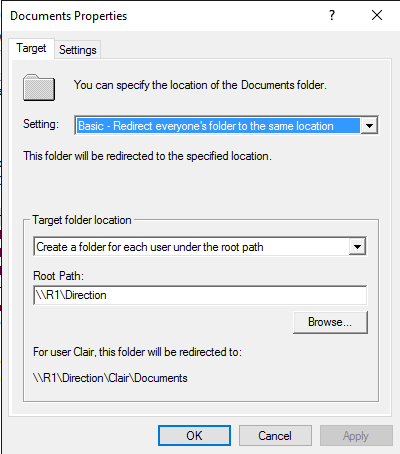 Documents Properties
? ×
Target Settings
You can specify the location of the Documents folder.
Setting: Basic - Redirect everyone's folder to the same location
This folder will be redirected to the specified location.
Target folder location
Create a folder for each user under the root path
Root Path:
\\R1\Direction
Browse...
For user Clair, this folder will be redirected to:
\\R1\Direction\Clair\Documents
OK Cancel Apply